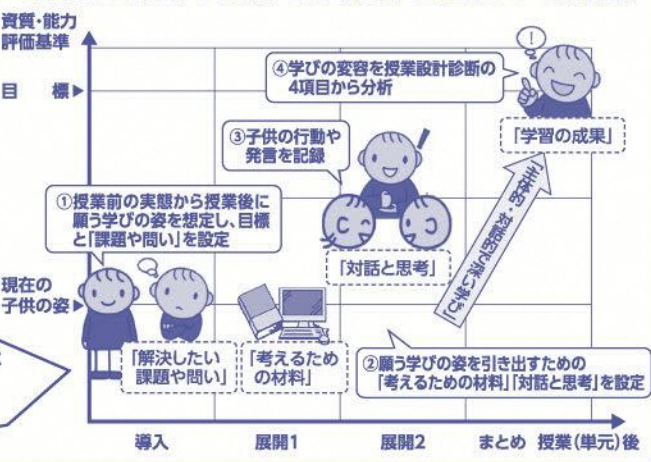 資質・能力
評価基準
目　標▶
④学びの変容を授業設計診断の
4項目から分析
!
「学習の成果」
③子供の行動や
発言を記録
①授業前の実態から授業後に
願う学びの姿を想定し、目標
と「課題や問い」を設定
「主体的・対話的で深い学び」
「対話と思考」
現在の
子供の姿▶
「解決したい
課題や問い」
「考えるため
の材料」
②願う学びの姿を引き出すための
「考えるための材料」「対話と思考」を設定
導入　展開1　展開2　まとめ　授業(単元)後